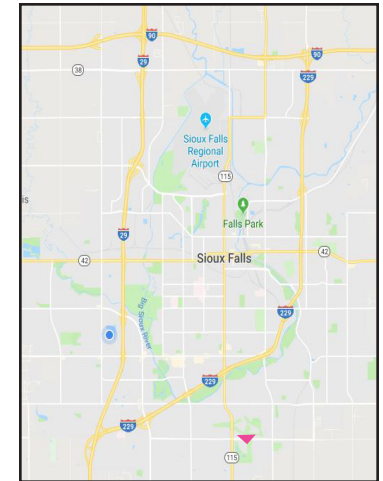 90
90
29
38
229
Sioux Falls
Regional
Airport
115
is
Falls Park
29
42
Sioux Falls
42
Big Sioux River
229
229
229
115